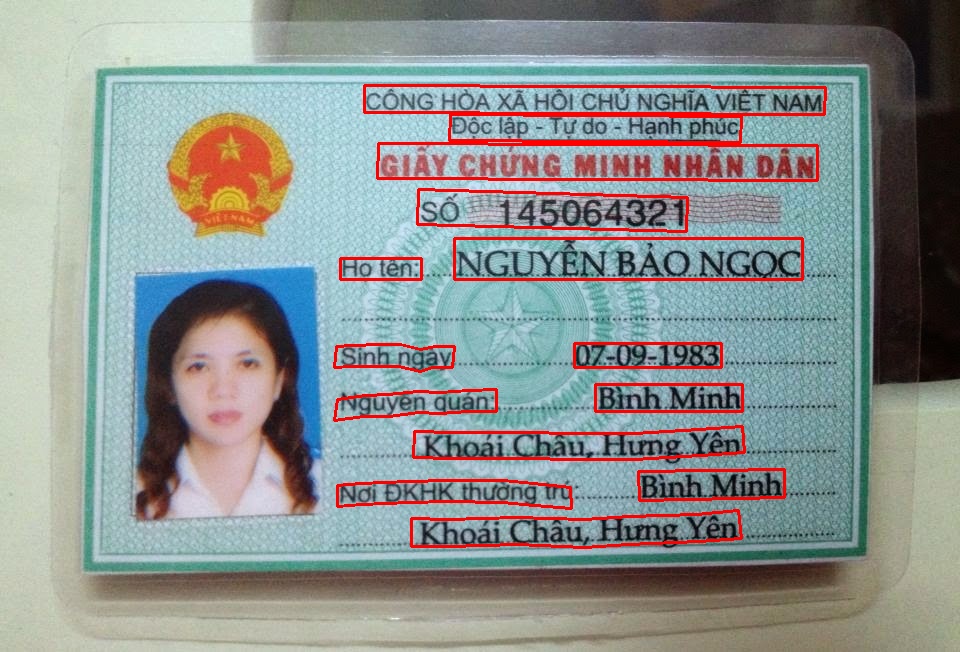 CỘNG HÒA XÃ HỘI CHỦ NGHĨA VIỆT NAM
Độc lập - Tự do - Hạnh phúc
GIẤY CHỨNG MINH NHÂN DÂN
SỐ 145064321
VIỆT NAM
Họ tên: NGUYỄN BẢO NGỌC
Sinh ngày 07-09-1983
Nguyên quán: Bình Minh
Khoái Châu, Hưng Yên
Nơi ĐKHK thường trú: Bình Minh
Khoái Châu, Hưng Yên